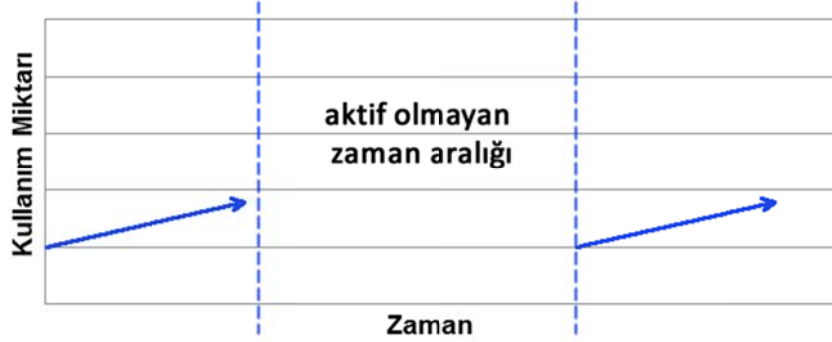 Kullanım Miktarı
aktif olmayan
zaman aralığı
Zaman